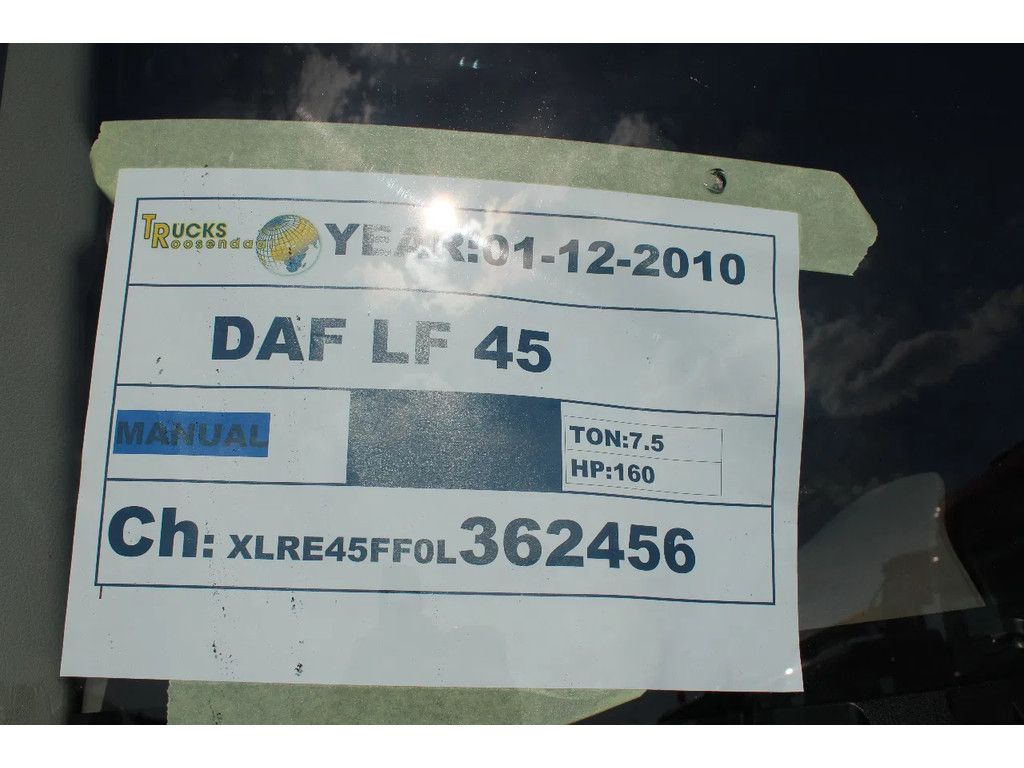 TRUCKS
Roosendaal
YEAR:01-12-2010
DAF LF 45
MANUAL
TON:7.5
HP:160
Ch: XLRE45FF0L362456